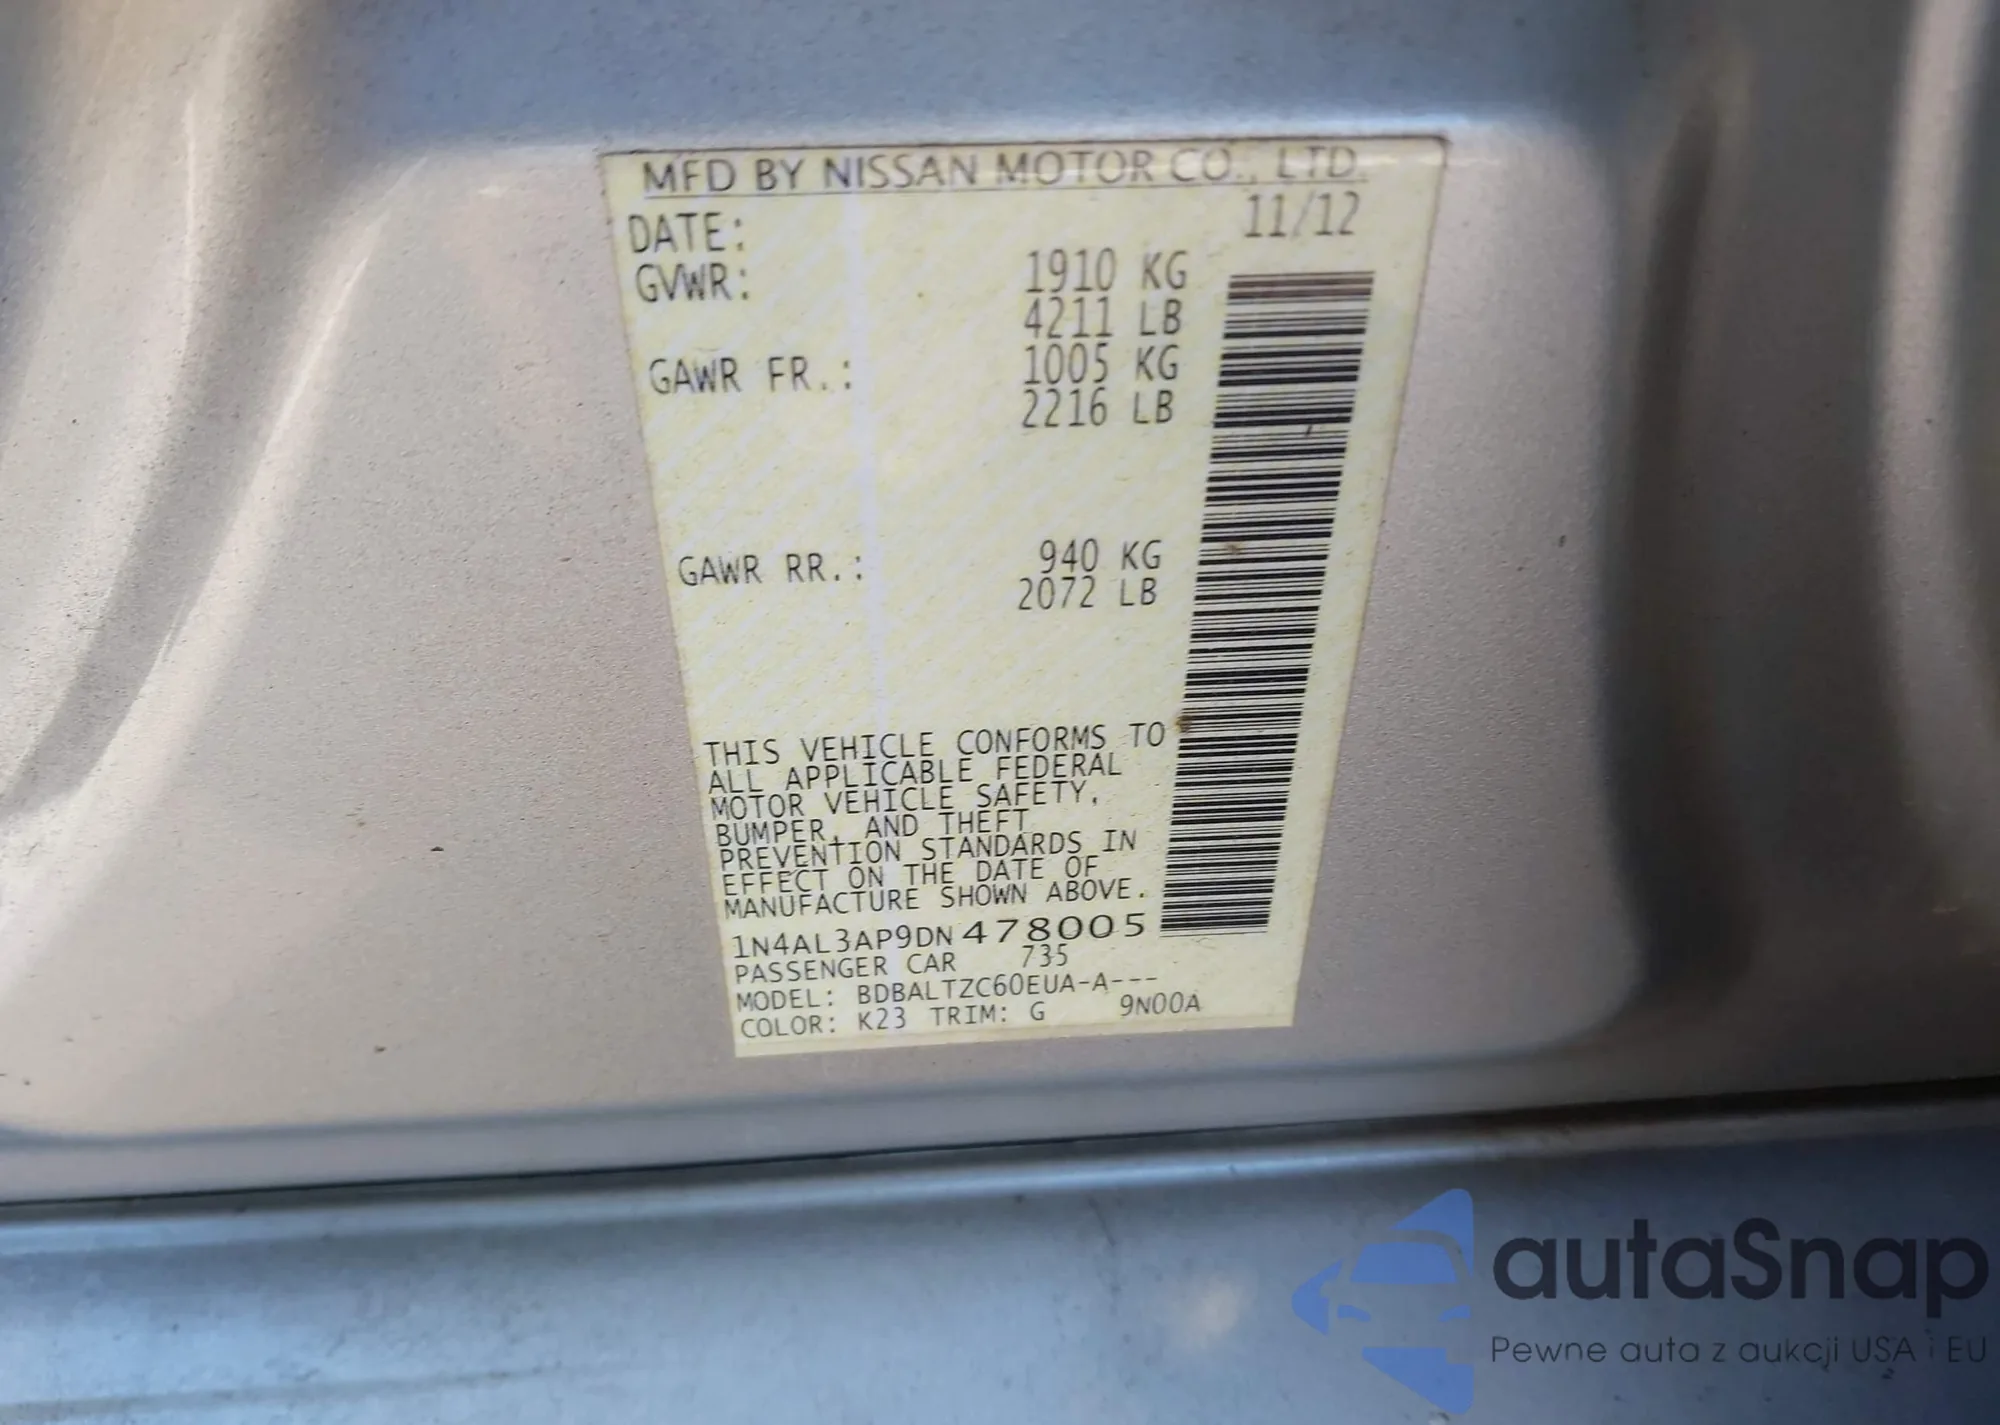 MFD BY NISSAN MOTOR CO., LTD.
DATE: 11/12
GVWR: 1910 KG
4211 LB
GAWR FR.: 1005 KG
2216 LB
GAWR RR.: 940 KG
2072 LB
THIS VEHICLE CONFORMS TO
ALL APPLICABLE FEDERAL
MOTOR VEHICLE SAFETY,
BUMPER, AND THEFT
PREVENTION STANDARDS IN
EFFECT ON THE DATE OF
MANUFACTURE SHOWN ABOVE.
1N4AL3AP9DN478005
PASSENGER CAR 735
MODEL: BDBALTZC60EUA-A---
COLOR: K23 TRIM: G 9N00A
autaSnap
Pewne auta z aukcji USA i EU